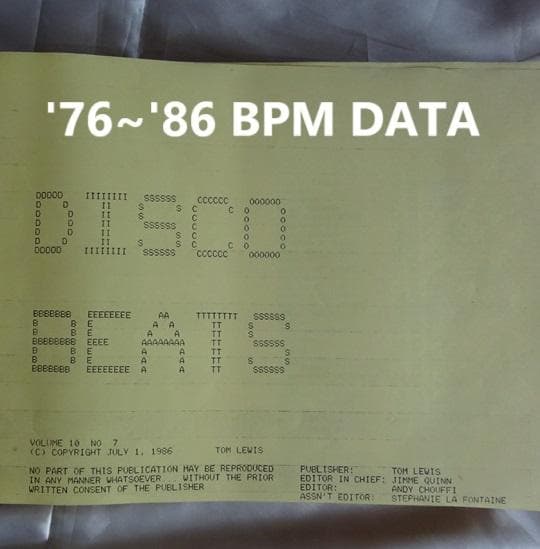 '76~'86 BPM DATA
DISCO
BEATS
VOLUME 10 NO 7
(C) COPYRIGHT JULY 1, 1986 TOM LEWIS
NO PART OF THIS PUBLICATION MAY BE REPRODUCED
IN ANY MANNER WHATSOEVER... WITHOUT THE PRIOR
WRITTEN CONSENT OF THE PUBLISHER
PUBLISHER: TOM LEWIS
EDITOR IN CHIEF: JIMME QUINN
EDITOR: ANDY CHOUFFI
ASSN'T EDITOR: STEPHANIE LA FONTAINE